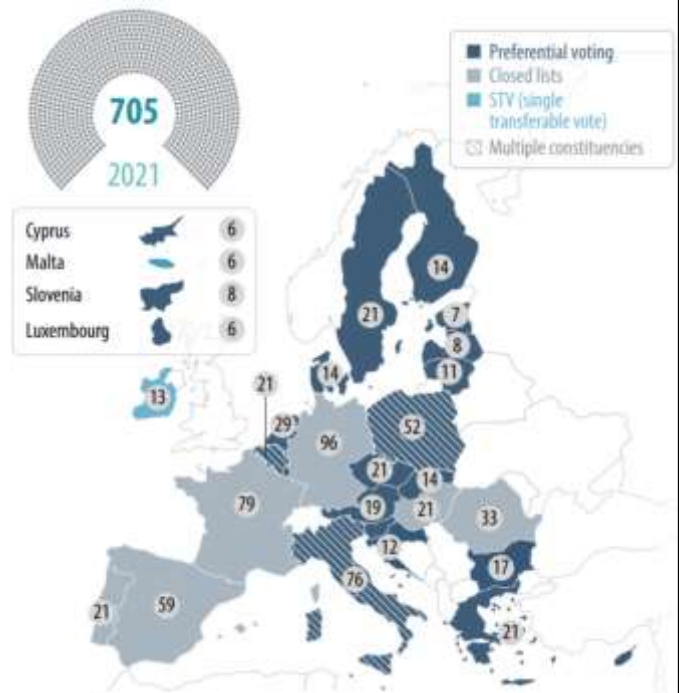 705
2021
Preferential voting
Closed lists
STV (single
transferable vote)
Multiple constituencies
Cyprus 6
Malta 6
Slovenia 8
Luxembourg 6
14
21
7
8
11
14
13
21
29
96
52
21
14
79
19
21
33
12
17
76
21
59
21